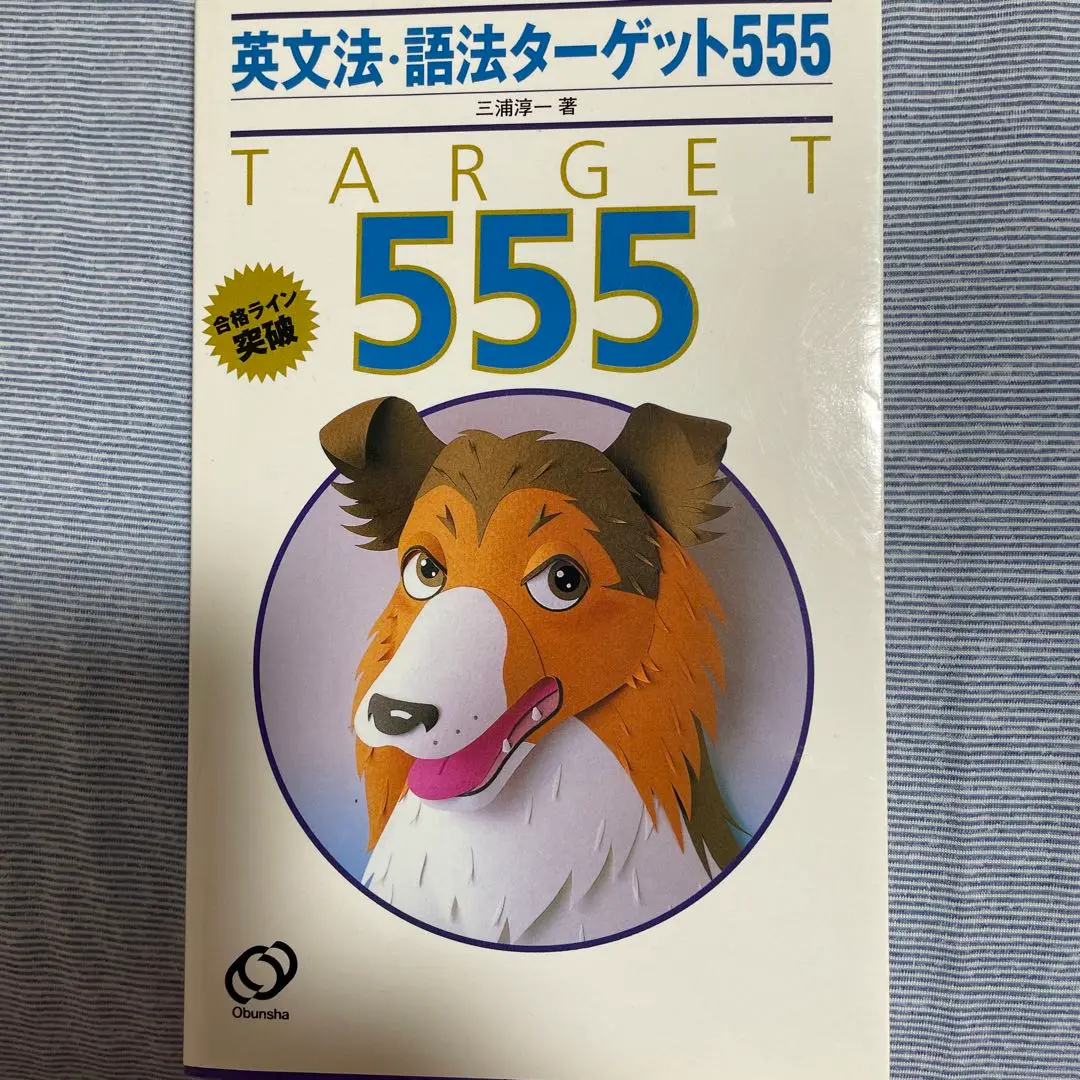 英文法・語法ターゲット555
三浦淳一 著
TARGET
555
合格ライン
突破
Obunsha